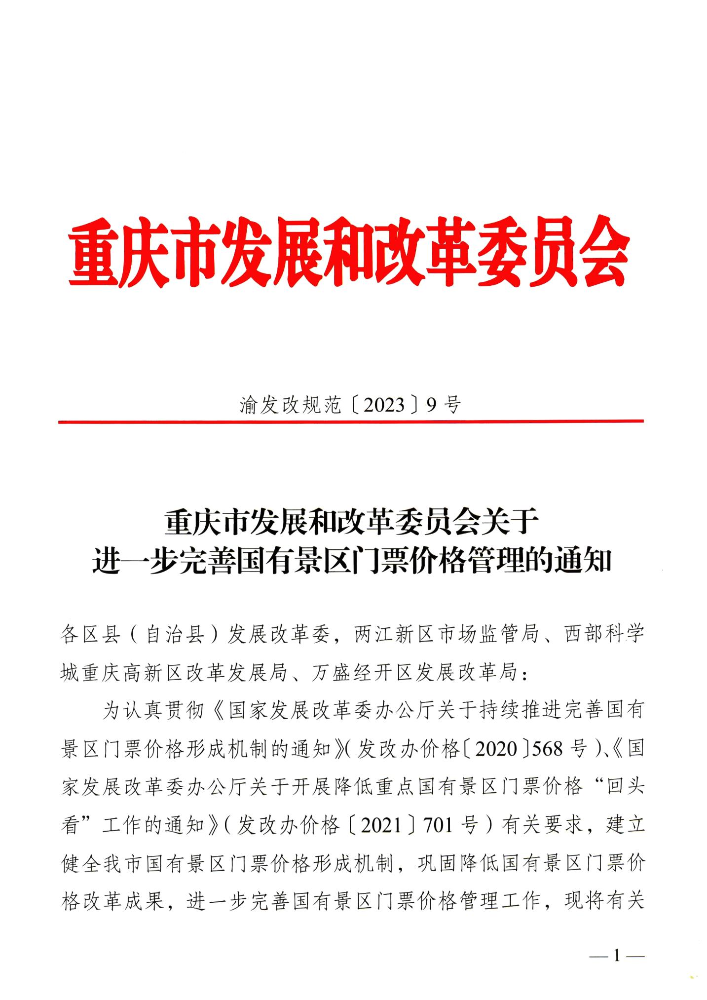 重庆市发展和改革委员会
渝发改规范〔2023〕9号
重庆市发展和改革委员会关于
进一步完善国有景区门票价格管理的通知
各区县（自治县）发展改革委，两江新区市场监管局、西部科学
城重庆高新区改革发展局、万盛经开区发展改革局：
为认真贯彻《国家发展改革委办公厅关于持续推进完善国有
景区门票价格形成机制的通知》（发改办价格〔2020〕568号）、《国
家发展改革委办公厅关于开展降低重点国有景区门票价格“回头
看”工作的通知》（发改办价格〔2021〕701号）有关要求，建立
健全我市国有景区门票价格形成机制，巩固降低国有景区门票价
格改革成果，进一步完善国有景区门票价格管理工作，现将有关
— 1 —